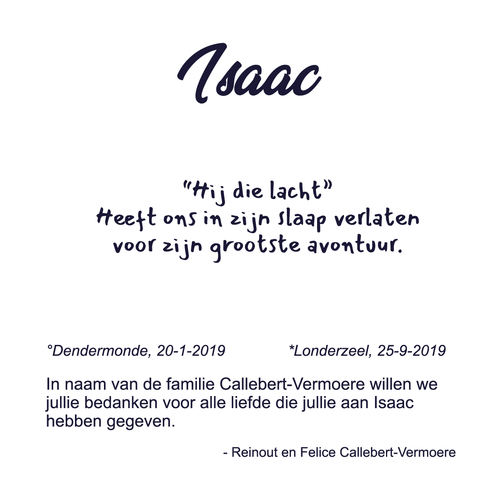 Isaac
"Hij die lacht"
Heeft ons in zijn slaap verlaten
voor zijn grootste avontuur.
°Dendermonde, 20-1-2019 *Londerzeel, 25-9-2019
In naam van de familie Callebert-Vermoere willen we
jullie bedanken voor alle liefde die jullie aan Isaac
hebben gegeven.
- Reinout en Felice Callebert-Vermoere